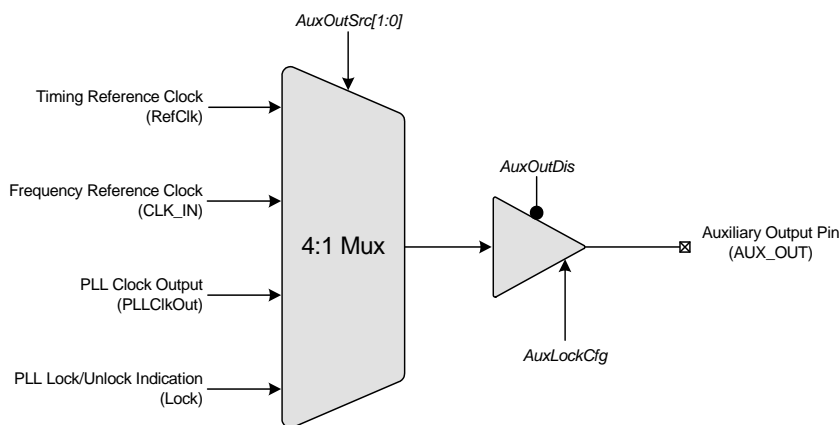 AuxOutSrc[1:0]
Timing Reference Clock
(RefClk)
Frequency Reference Clock
(CLK_IN)
PLL Clock Output
(PLLClkOut)
PLL Lock/Unlock Indication
(Lock)
4:1 Mux
AuxOutDis
AuxLockCfg
Auxiliary Output Pin
(AUX_OUT)